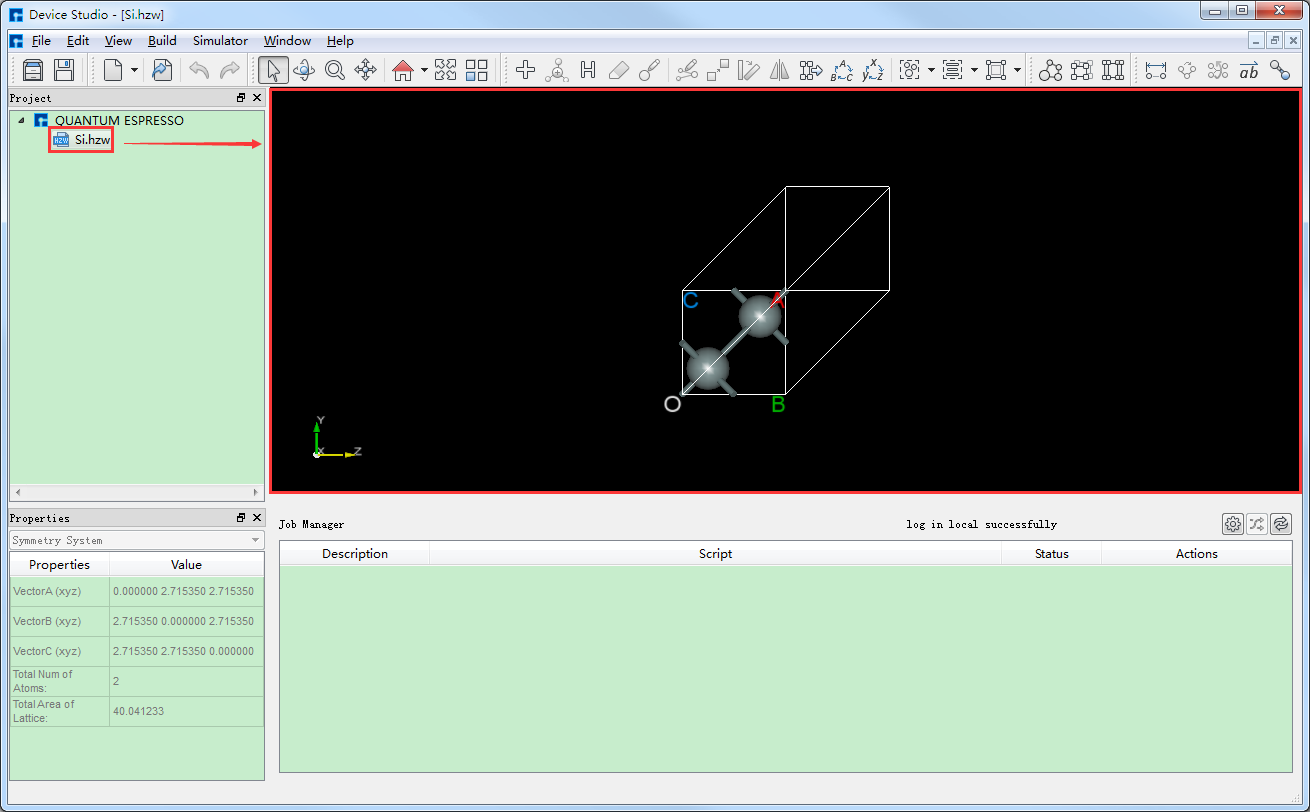 Device Studio - [Si.hzw]
File Edit View Build Simulator Window Help
Project
QUANTUM ESPRESSO
Si.hzw
C
A
O
B
Y
X
Z
Properties
Symmetry System
Properties Value
VectorA (xyz) 0.000000 2.715350 2.715350
VectorB (xyz) 2.715350 0.000000 2.715350
VectorC (xyz) 2.715350 2.715350 0.000000
Total Num of
Atoms: 2
Total Area of
Lattice: 40.041233
Job Manager
log in local successfully
Description Script Status Actions